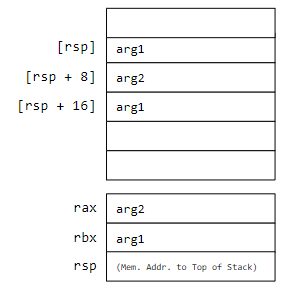 [rsp] arg1
[rsp + 8] arg2
[rsp + 16] arg1
rax arg2
rbx arg1
rsp (Mem. Addr. to Top of Stack)